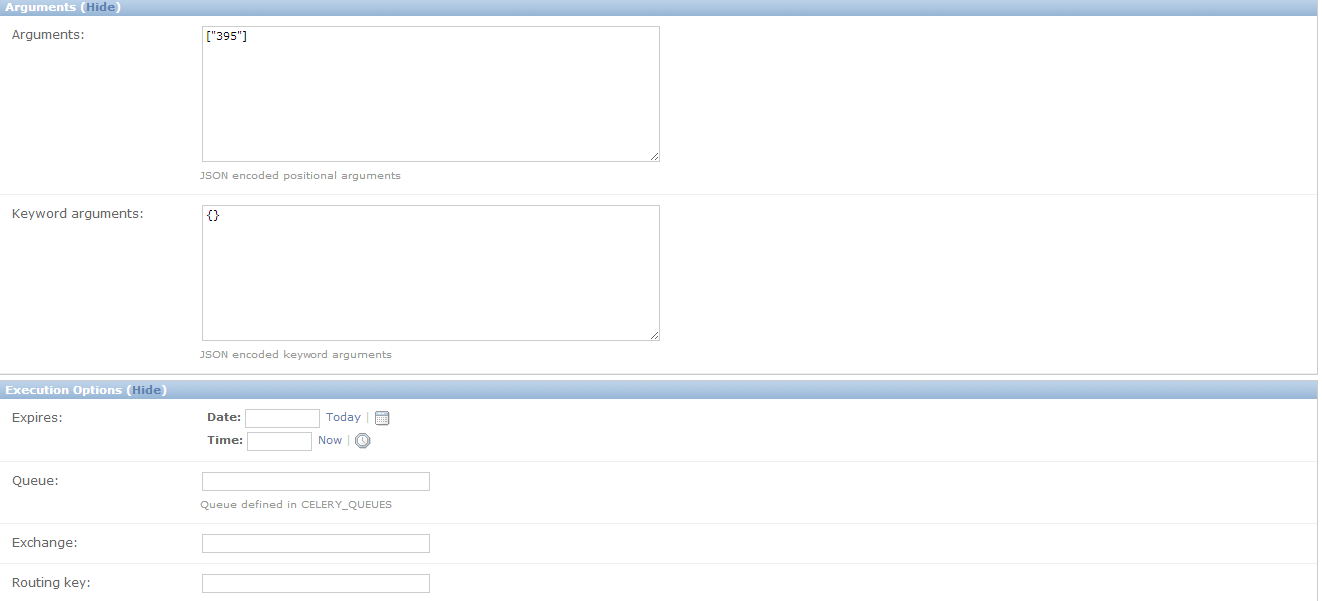 Arguments (Hide)
Arguments:
["395"]
JSON encoded positional arguments
Keyword arguments:
{}
JSON encoded keyword arguments
Execution Options (Hide)
Expires:
Date: Today |
Time: Now |
Queue:
Queue defined in CELERY_QUEUES
Exchange:
Routing key: